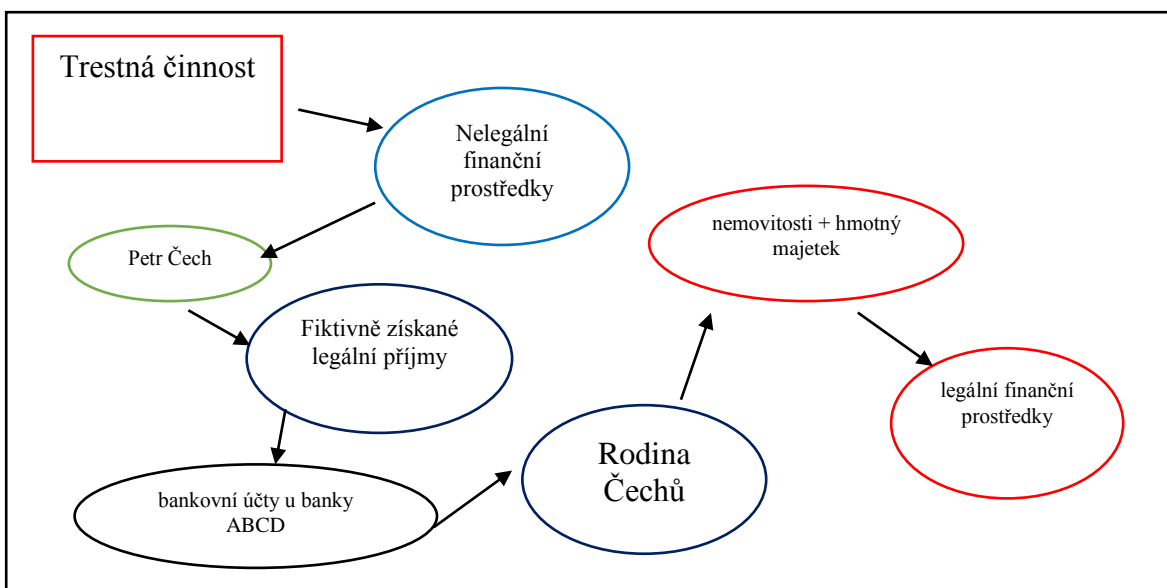 Trestná činnost
Nelegální
finanční
prostředky
Petr Čech
Fiktivně získané
legální příjmy
bankovní účty u banky
ABCD
Rodina
Čechů
nemovitosti + hmotný
majetek
legální finanční
prostředky